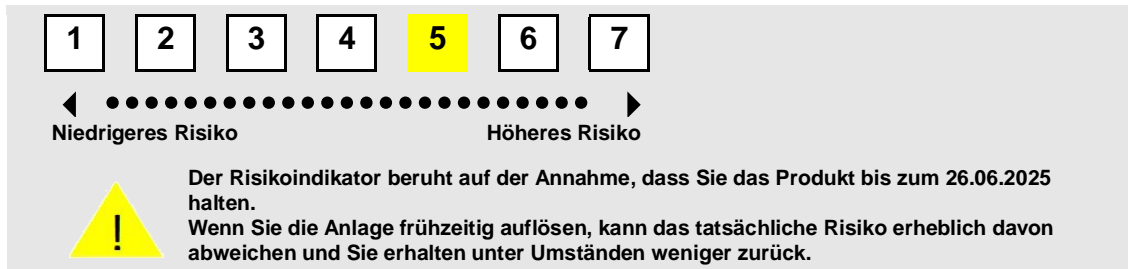 1 2 3 4 5 6 7
Niedrigeres Risiko Höheres Risiko
Der Risikoindikator beruht auf der Annahme, dass Sie das Produkt bis zum 26.06.2025
halten.
Wenn Sie die Anlage frühzeitig auflösen, kann das tatsächliche Risiko erheblich davon
abweichen und Sie erhalten unter Umständen weniger zurück.
!